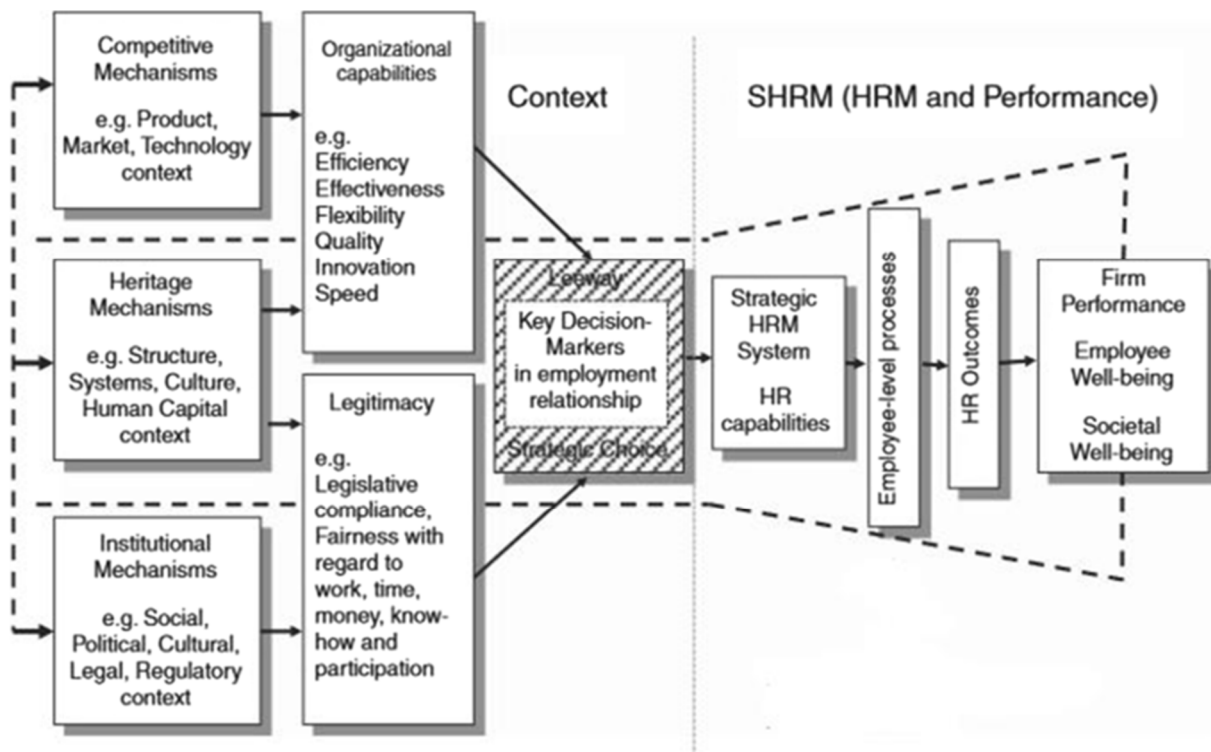 Competitive
Mechanisms
e.g. Product,
Market, Technology
context
Organizational
capabilities
e.g.
Efficiency
Effectiveness
Flexibility
Quality
Innovation
Speed
Context
SHRM (HRM and Performance)
Heritage
Mechanisms
e.g. Structure,
Systems, Culture,
Human Capital
context
Legitimacy
e.g.
Legislative
compliance,
Fairness with
regard to
work, time,
money, know-
how and
participation
Institutional
Mechanisms
e.g. Social,
Political, Cultural,
Legal, Regulatory
context
Leeway
Key Decision-
Markers
in employment
relationship
Strategic Choice
Strategic
HRM
System
HR
capabilities
Employee-level processes
HR Outcomes
Firm
Performance
Employee
Well-being
Societal
Well-being